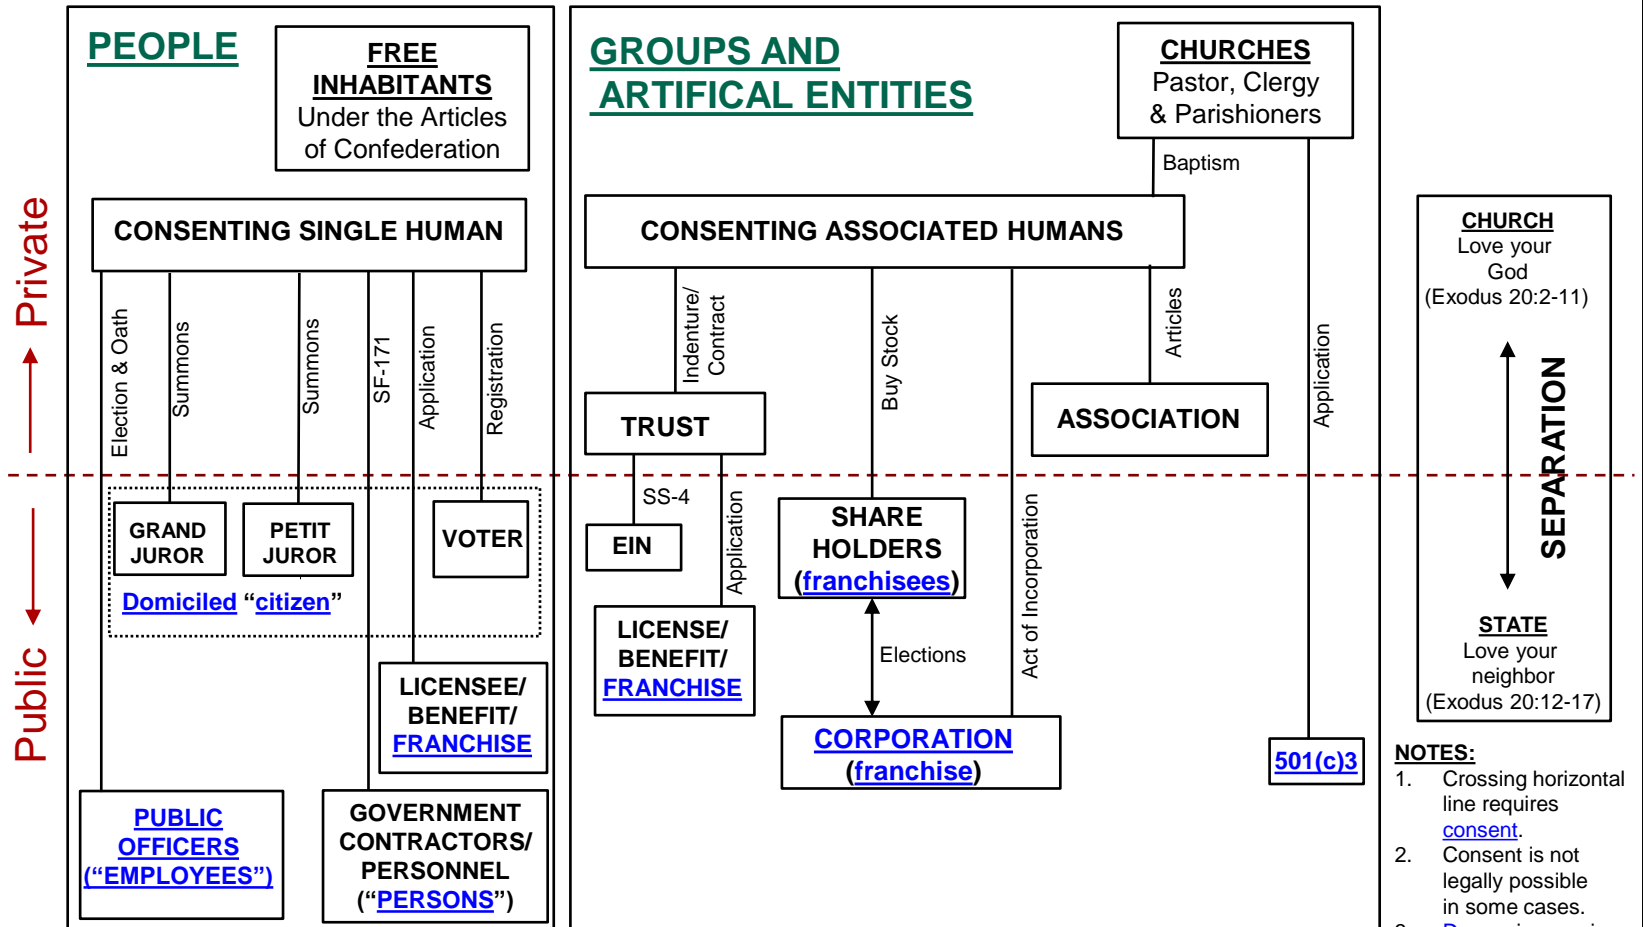 PEOPLE
FREE
INHABITANTS
Under the Articles
of Confederation
CONSENTING SINGLE HUMAN
Election & Oath
Summons
Summons
SF-171
Application
Registration
GRAND
JUROR
PETIT
JUROR
VOTER
Domiciled “citizen”
LICENSEE/
BENEFIT/
FRANCHISE
PUBLIC
OFFICERS
(“EMPLOYEES”)
GOVERNMENT
CONTRACTORS/
PERSONNEL
(“PERSONS”)
Private
Public
GROUPS AND
ARTIFICAL ENTITIES
CHURCHES
Pastor, Clergy
& Parishioners
Baptism
CONSENTING ASSOCIATED HUMANS
Indenture/
Contract
Buy Stock
Articles
Application
TRUST
ASSOCIATION
SS-4
Application
EIN
SHARE
HOLDERS
(franchisees)
Act of Incorporation
LICENSE/
BENEFIT/
FRANCHISE
Elections
CORPORATION
(franchise)
501(c)3
CHURCH
Love your
God
(Exodus 20:2-11)
SEPARATION
STATE
Love your
neighbor
(Exodus 20:12-17)
NOTES:
1. Crossing horizontal
line requires
consent.
2. Consent is not
legally possible
in some cases.